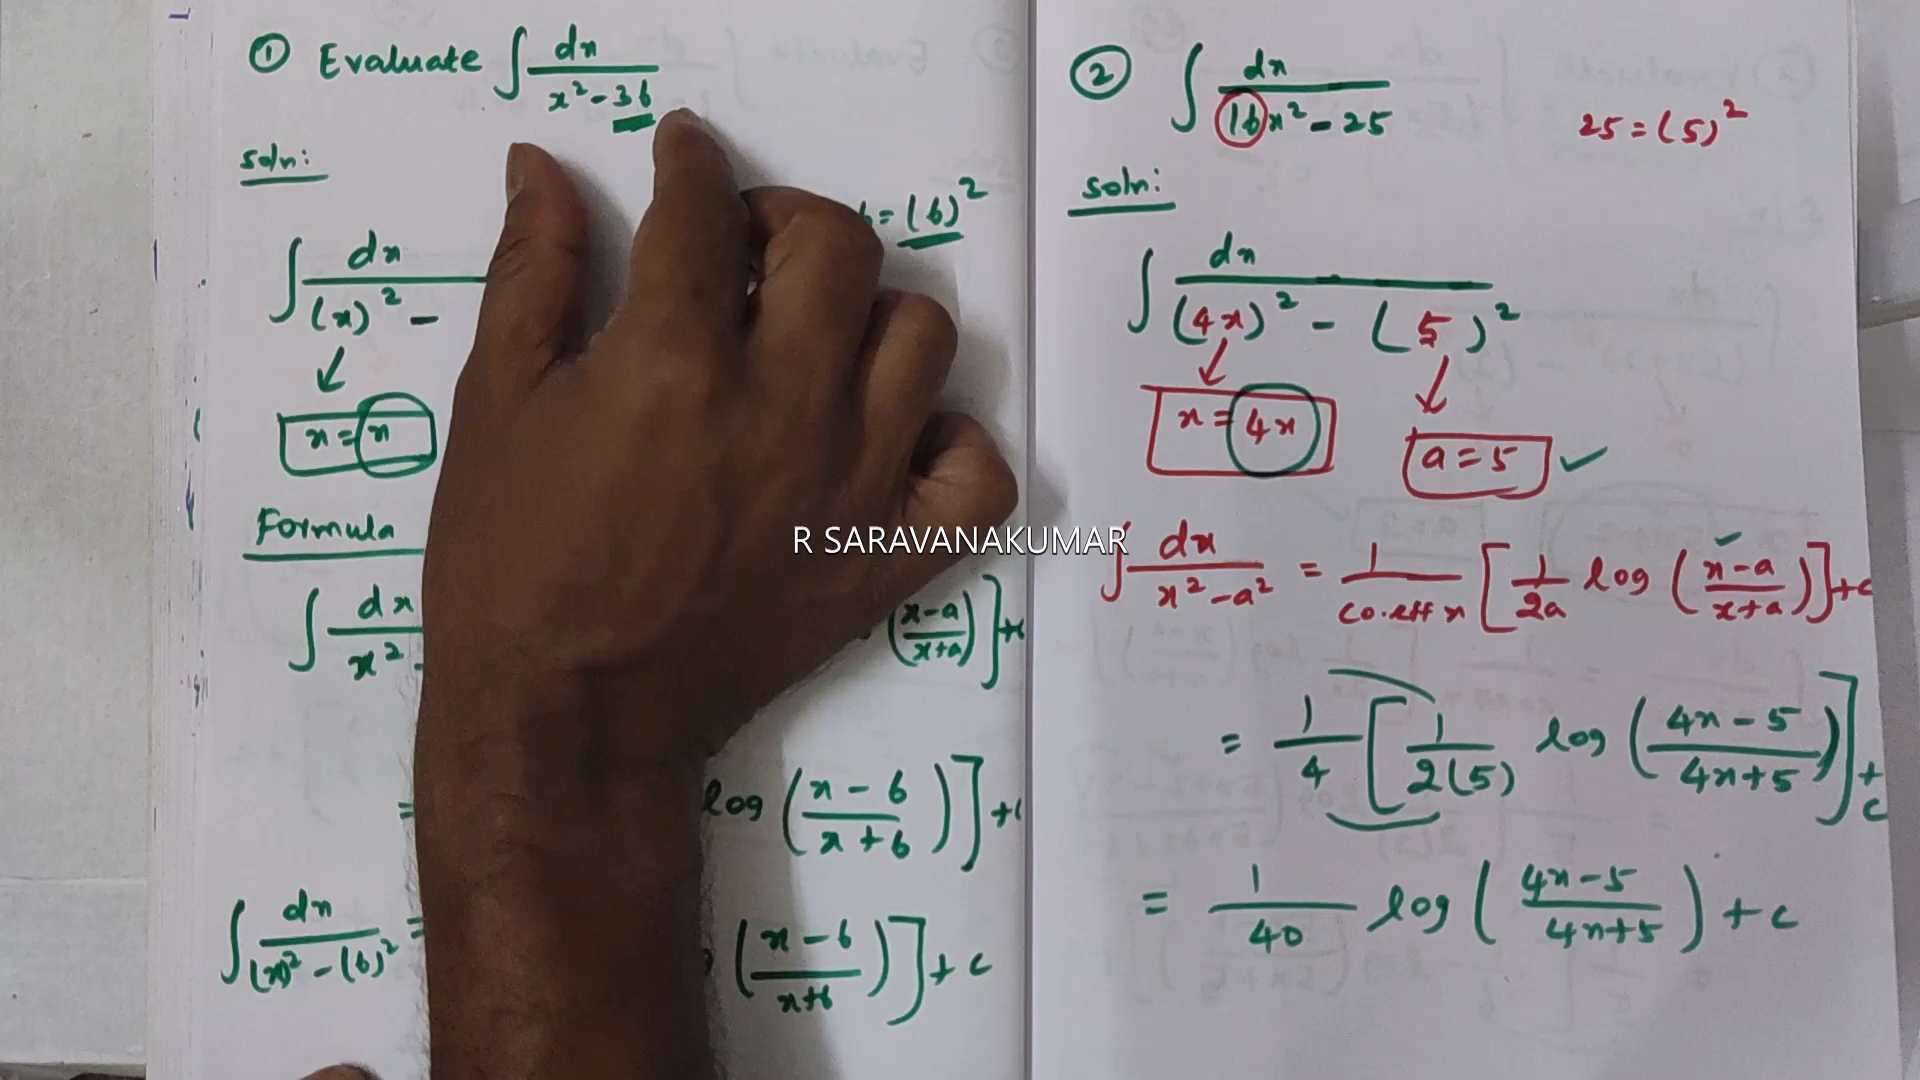 ① Evaluate ∫ dx / x² - 36
soln:
= (6)²
∫ dx / (x)² -
x = x
Formula
∫ dx / x² -
(x-a / x+a)] + c
=
log (x - 6 / x + 6)] + c
∫ dx / (x)² - (6)² =
(x - 6 / x+6)] + c
② ∫ dx / 16x² - 25
25 = (5)²
soln:
∫ dx / (4x)² - (5)²
x = 4x
a = 5 ✓
R SARAVANAKUMAR
∫ dx / x² - a² = 1 / co.eff x [1 / 2a log (x - a / x + a)] + c
= 1 / 4 [1 / 2(5) log (4x - 5 / 4x + 5)] + c
= 1 / 40 log (4x - 5 / 4x + 5) + c